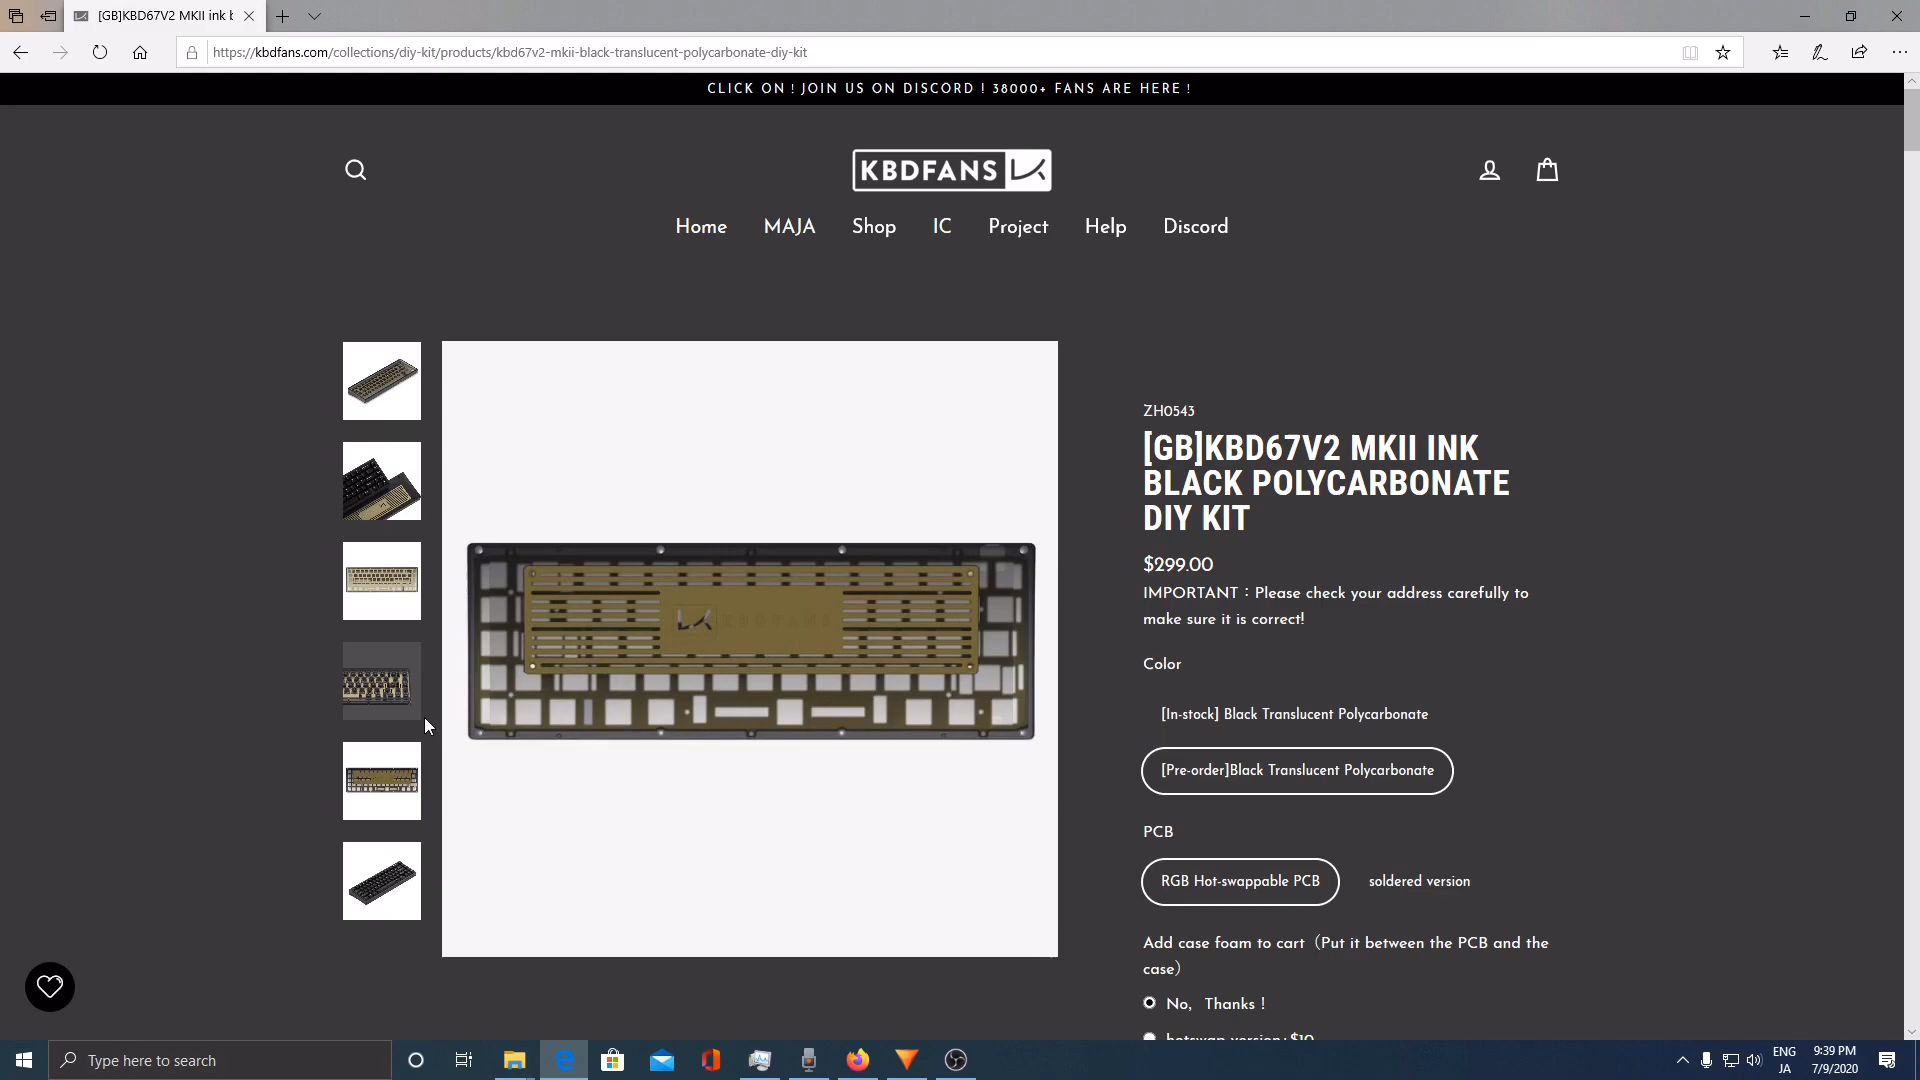 [GB]KBD67V2 MKII ink b
https://kbdfans.com/collections/diy-kit/products/kbd67v2-mkii-black-translucent-polycarbonate-diy-kit
CLICK ON ! JOIN US ON DISCORD ! 38000+ FANS ARE HERE !
KBDFANS
Home MAJA Shop IC Project Help Discord
KBDFANS
ZH0543
[GB]KBD67V2 MKII INK
BLACK POLYCARBONATE
DIY KIT
$299.00
IMPORTANT：Please check your address carefully to
make sure it is correct!
Color
[In-stock] Black Translucent Polycarbonate
[Pre-order]Black Translucent Polycarbonate
PCB
RGB Hot-swappable PCB soldered version
Add case foam to cart（Put it between the PCB and the
case）
No， Thanks！
hotswap version+$10
Type here to search
ENG 9:39 PM
JA 7/9/2020